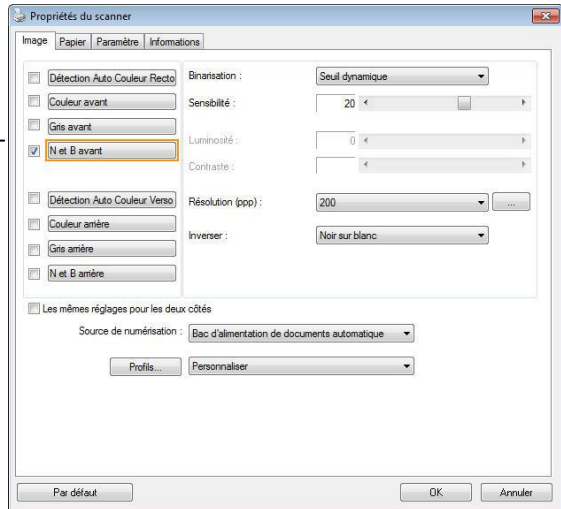 Propriétés du scanner
Image Papier Paramètre Informations
Détection Auto Couleur Recto Binarisation : Seuil dynamique
Couleur avant Sensibilité : 20
Gris avant
N et B avant Luminosité : 0
Contraste :
Détection Auto Couleur Verso Résolution (ppp) : 200 ...
Couleur arrière Inverser : Noir sur blanc
Gris arrière
N et B arrière
Les mêmes réglages pour les deux côtés
Source de numérisation : Bac d'alimentation de documents automatique
Profils... Personnaliser
Par défaut OK Annuler